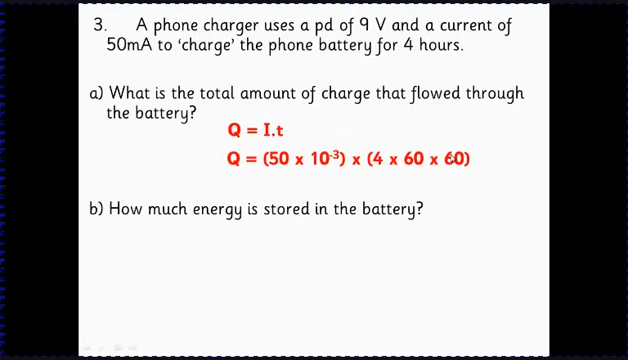 3. A phone charger uses a pd of 9 V and a current of
50mA to ‘charge’ the phone battery for 4 hours.
a) What is the total amount of charge that flowed through
the battery?
Q = I.t
Q = (50 x 10⁻³) x (4 x 60 x 60)
b) How much energy is stored in the battery?